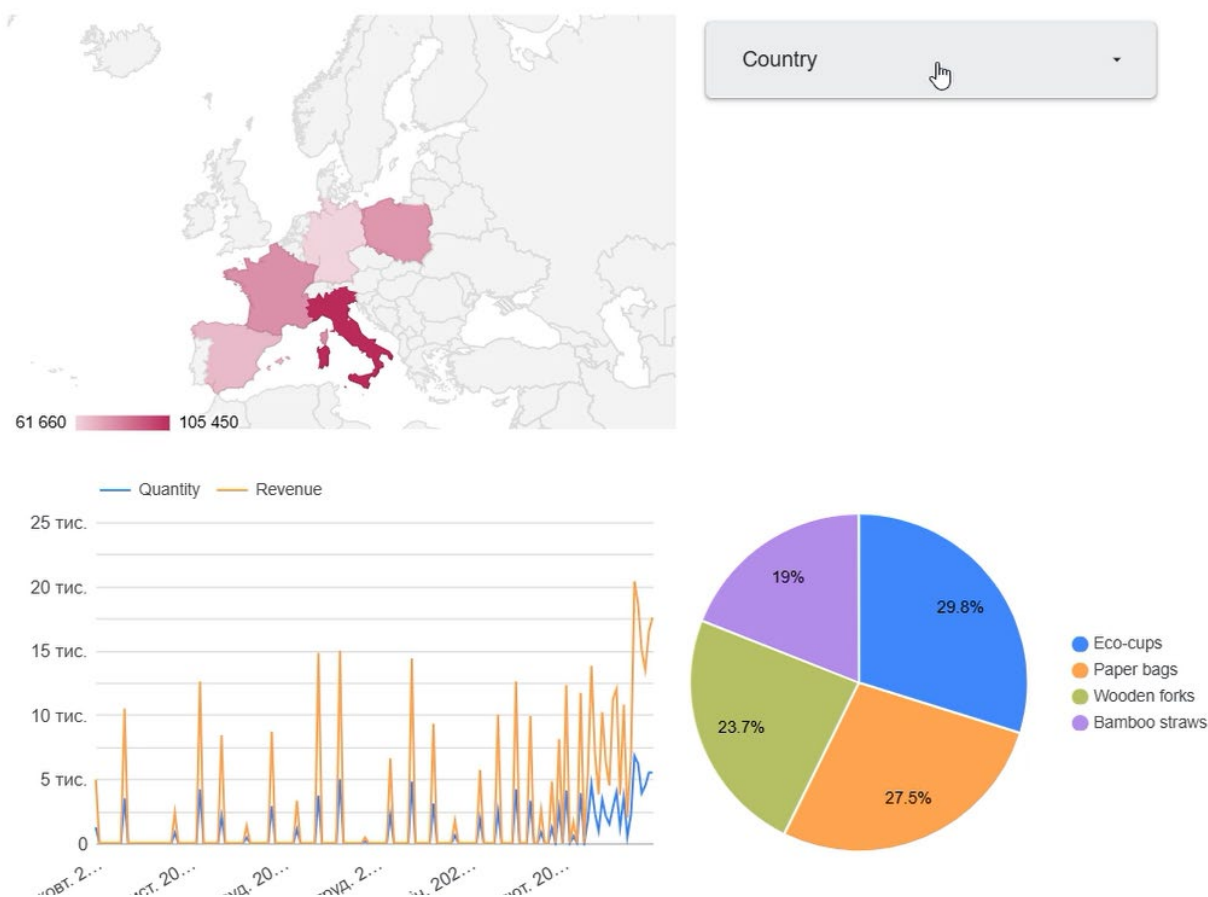 Country
61 660
105 450
Quantity
Revenue
25 тис.
20 тис.
15 тис.
10 тис.
5 тис.
0
29.8%
27.5%
23.7%
19%
Eco-cups
Paper bags
Wooden forks
Bamboo straws